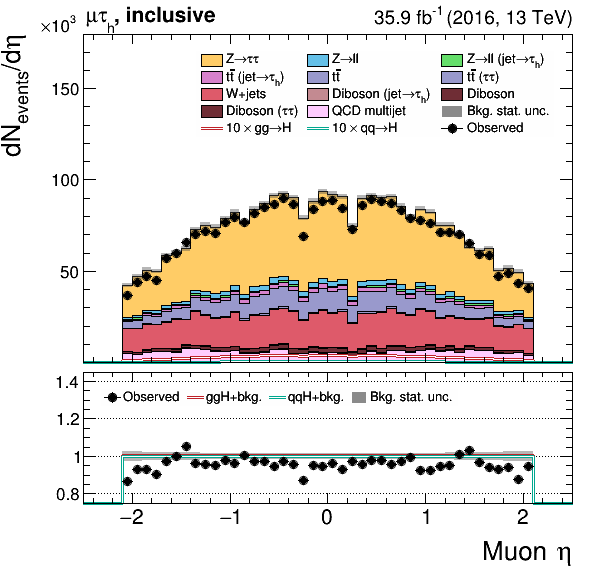 ×10³ μτₕ, inclusive 35.9 fb⁻¹ (2016, 13 TeV)
dN_events/dη
Z→ττ Z→ll Z→ll (jet→τₕ)
tt̄ (jet→τₕ) tt̄ tt̄ (ττ)
W+jets Diboson (jet→τₕ) Diboson
Diboson (ττ) QCD multijet Bkg. stat. unc.
10 × gg→H 10 × qq→H Observed
150
100
50
1.4
Observed ggH+bkg. qqH+bkg. Bkg. stat. unc.
1.2
1
0.8
−2 −1 0 1 2
Muon η